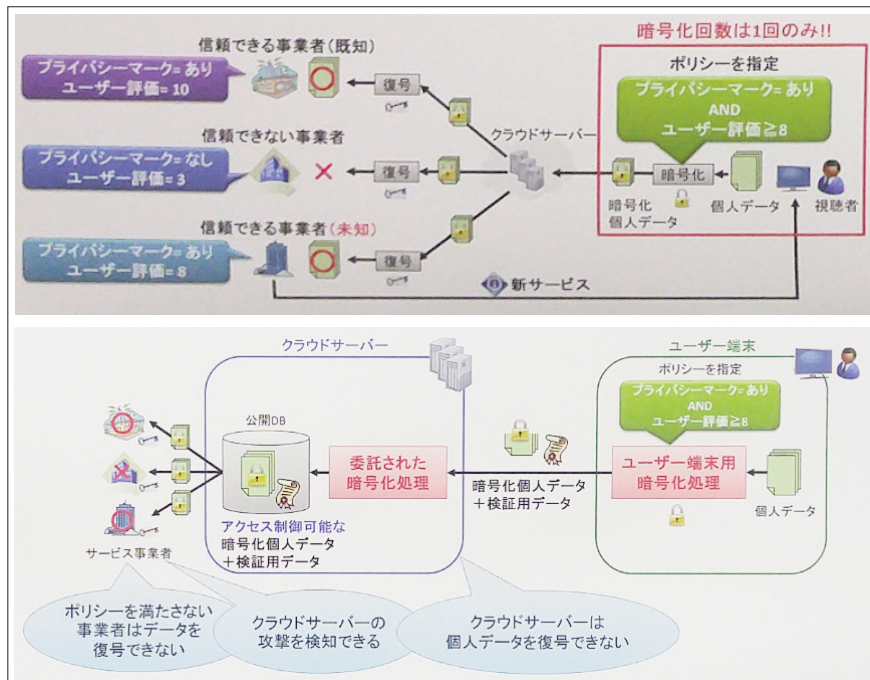 暗号化回数は1回のみ!!
信頼できる事業者(既知)
プライバシーマーク= あり
ユーザー評価= 10
復号
ポリシーを指定
プライバシーマーク= あり
AND
ユーザー評価≧8
信頼できない事業者
プライバシーマーク= なし
ユーザー評価= 3
復号
クラウドサーバー
暗号化
暗号化
個人データ
個人データ
視聴者
信頼できる事業者(未知)
プライバシーマーク= あり
ユーザー評価= 8
復号
新サービス
クラウドサーバー
ユーザー端末
ポリシーを指定
プライバシーマーク= あり
AND
ユーザー評価≧8
公開DB
委託された
暗号化処理
ユーザー端末用
暗号化処理
暗号化個人データ
+検証用データ
個人データ
アクセス制御可能な
暗号化個人データ
+検証用データ
サービス事業者
ポリシーを満たさない
事業者はデータを
復号できない
クラウドサーバーの
攻撃を検知できる
クラウドサーバーは
個人データを復号できない